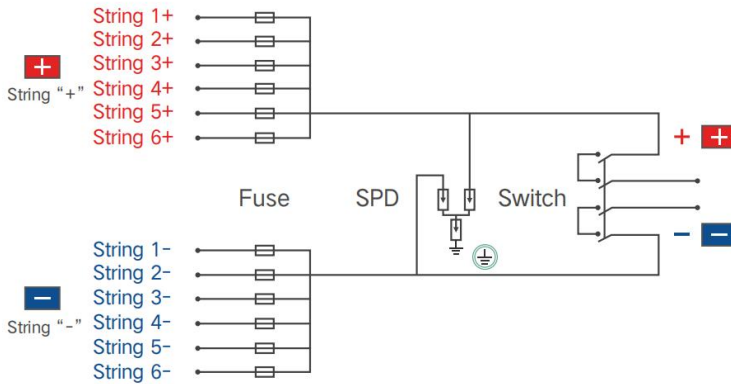 String 1+
String 2+
String 3+
String 4+
String 5+
String 6+
+
String “+”
+ +
Fuse SPD Switch
String 1-
String 2-
String 3-
String 4-
String 5-
String 6-
−
String “-”
− −